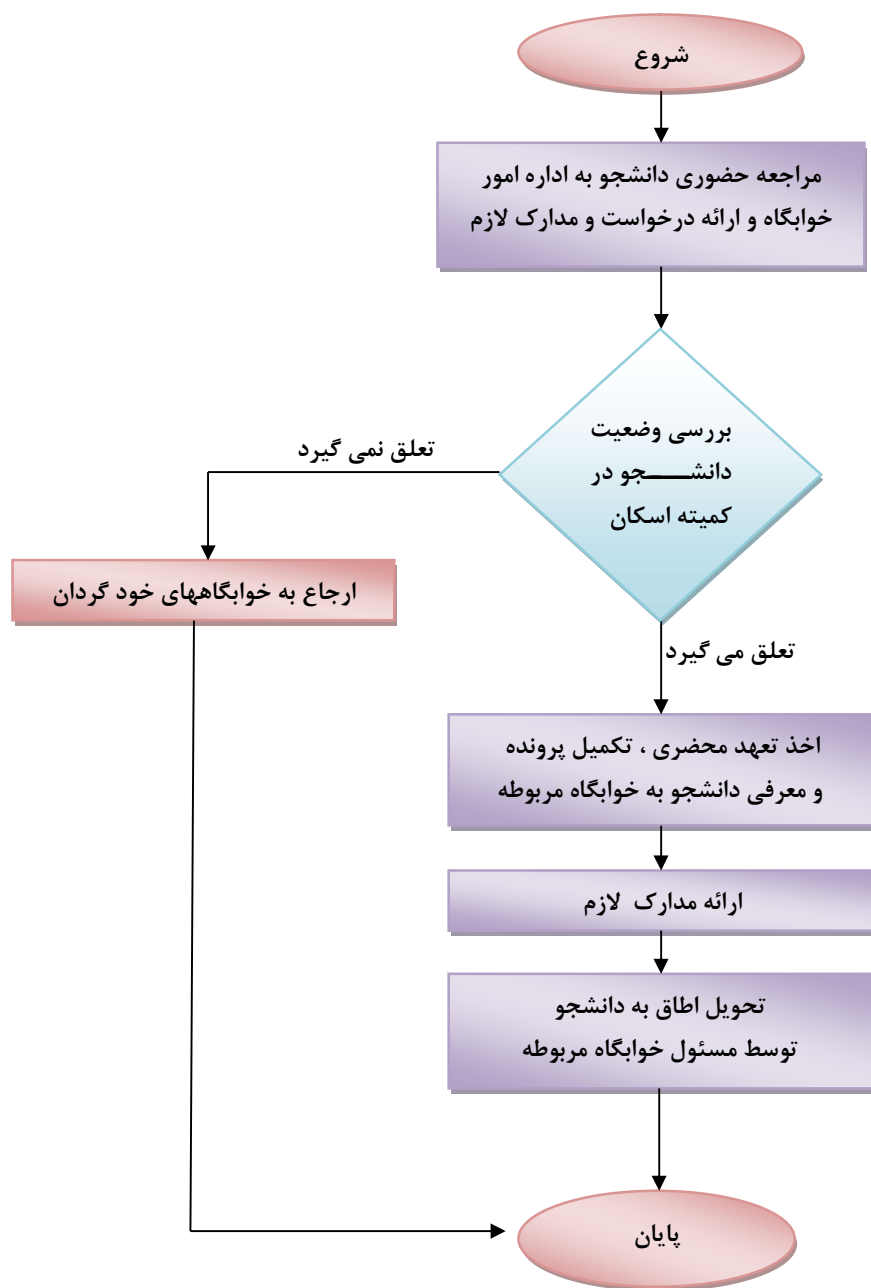 شروع
مراجعه حضوری دانشجو به اداره امور
خوابگاه و ارائه درخواست و مدارک لازم
بررسی وضعیت
دانشـــــجو در
کمیته اسکان
تعلق نمی گیرد
ارجاع به خوابگاههای خود گردان
تعلق می گیرد
اخذ تعهد محضری ، تکمیل پرونده
و معرفی دانشجو به خوابگاه مربوطه
ارائه مدارک لازم
تحویل اطاق به دانشجو
توسط مسئول خوابگاه مربوطه
پایان